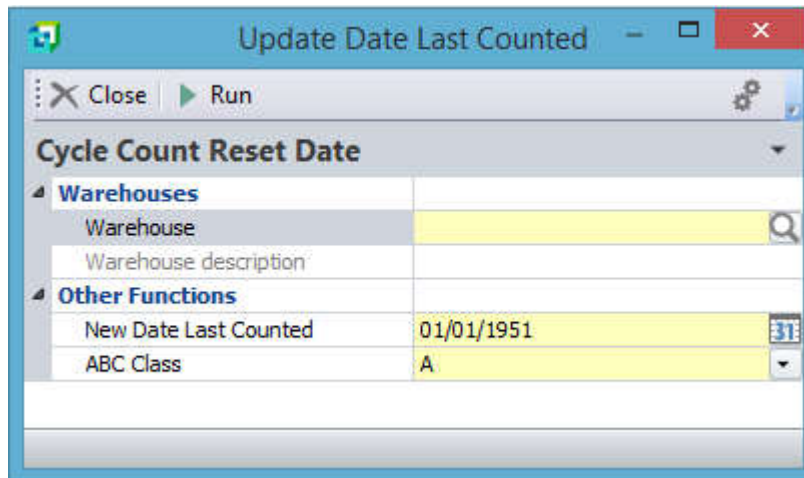 Update Date Last Counted
Close Run
Cycle Count Reset Date
Warehouses
Warehouse
Warehouse description
Other Functions
New Date Last Counted 01/01/1951 31
ABC Class A